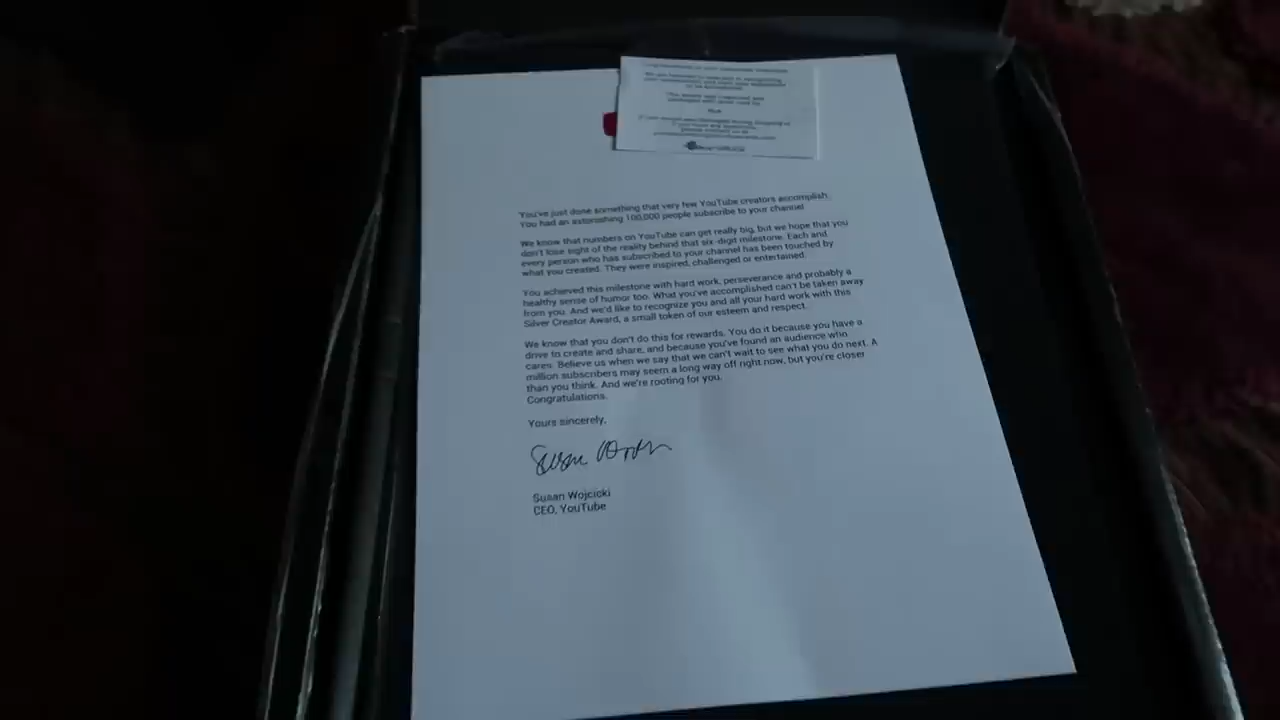 You've just done something that very few YouTube creators accomplish.
You had an astonishing 100,000 people subscribe to your channel
We know that numbers on YouTube can get really big, but we hope that you
don't lose sight of the reality behind that six-digit milestone. Each and
every person who has subscribed to your channel has been touched by
what you created. They were inspired, challenged or entertained.
You achieved this milestone with hard work, perseverance and probably a
healthy sense of humor too. What you've accomplished can't be taken away
from you. And we'd like to recognize you and all your hard work with this
Silver Creator Award, a small token of our esteem and respect.
We know that you don't do this for rewards. You do it because you have a
drive to create and share, and because you've found an audience who
cares. Believe us when we say that we can't wait to see what you do next. A
million subscribers may seem a long way off right now, but you're closer
than you think. And we're rooting for you.
Congratulations.
Yours sincerely,
Susan Wojcicki
CEO, YouTube